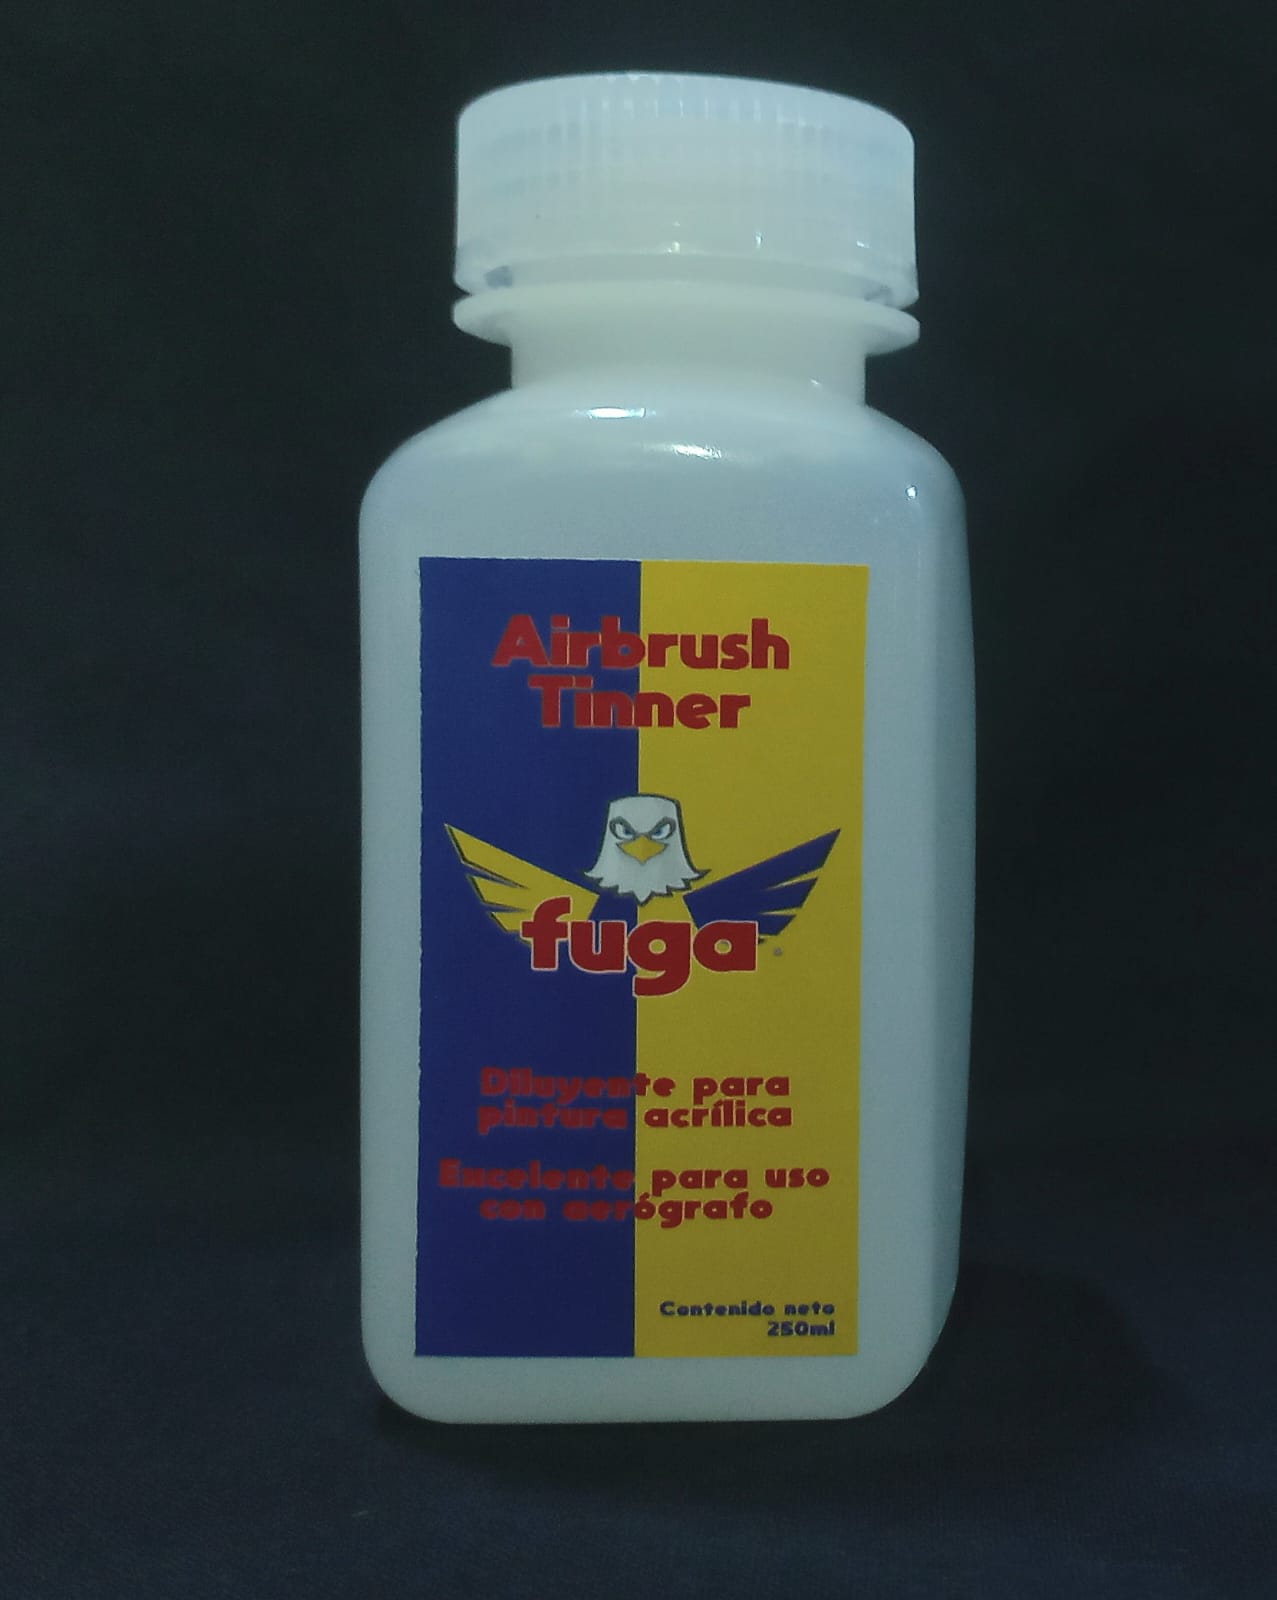 Airbrush
Tinner
fuga
Diluyente para
pintura acrílica
Excelente para uso
con aerógrafo
Contenido neto
250ml